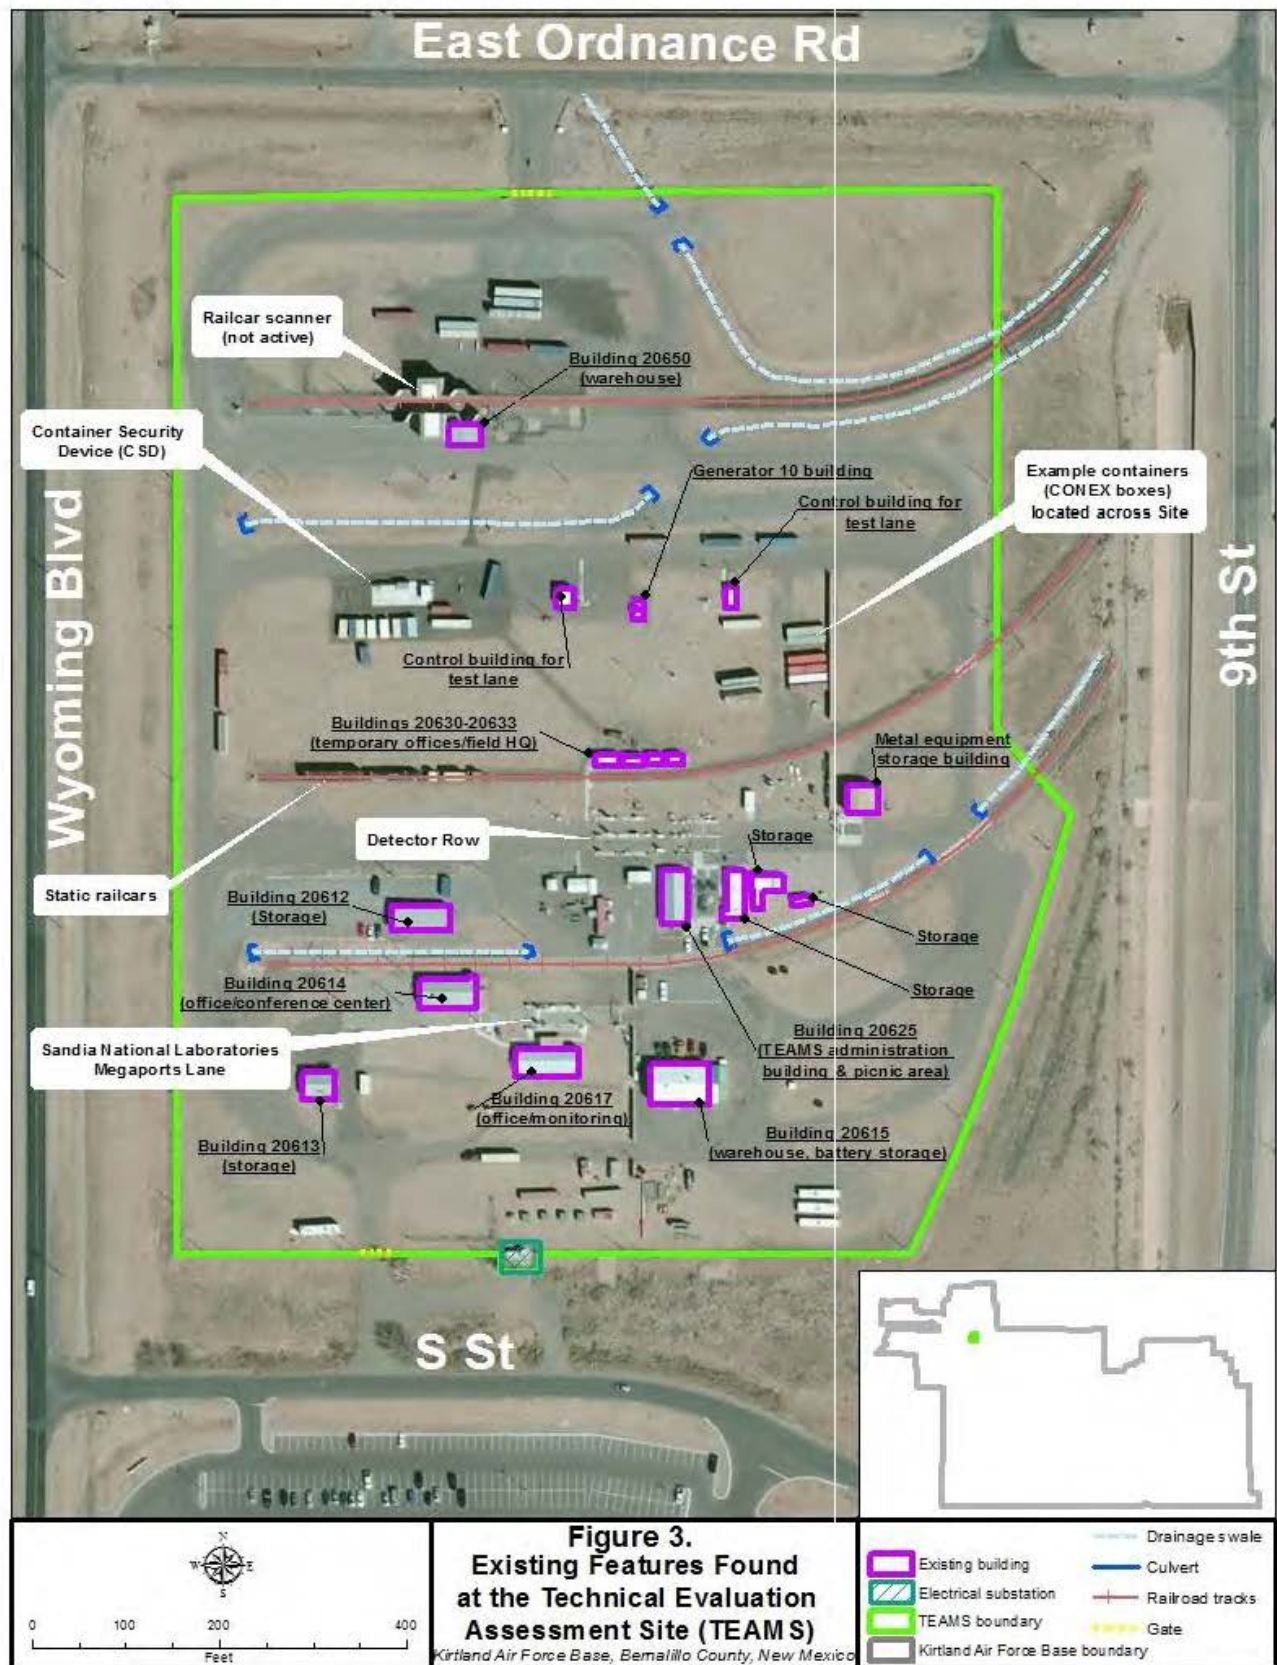 East Ordnance Rd
Railcar scanner
(not active)
Building 20650
(warehouse)
Container Security
Device (CSD)
Generator 10 building
Control building for
test lane
Example containers
(CONEX boxes)
located across Site
Wyoming Blvd
9th St
Control building for
test lane
Buildings 20630-20633
(temporary offices/field HQ)
Metal equipment
storage building
Detector Row
Storage
Static railcars
Building 20612
(Storage)
Storage
Building 20614
(office/conference center)
Storage
Sandia National Laboratories
Megaports Lane
Building 20625
(TEAMS administration
building & picnic area)
Building 20617
(office/monitoring)
Building 20613
(storage)
Building 20615
(warehouse, battery storage)
S St
N
W E
S
0 100 200 400
Feet
Figure 3.
Existing Features Found
at the Technical Evaluation
Assessment Site (TEAMS)
Kirtland Air Force Base, Bernalillo County, New Mexico
Existing building
Electrical substation
TEAMS boundary
Kirtland Air Force Base boundary
Drainage swale
Culvert
Railroad tracks
Gate